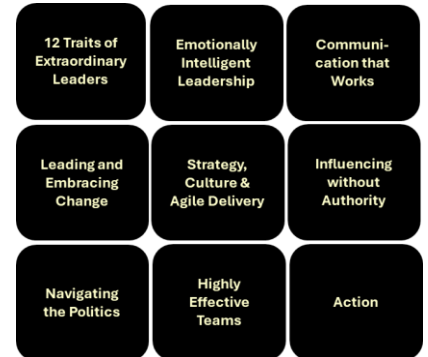 12 Traits of
Extraordinary
Leaders
Emotionally
Intelligent
Leadership
Communi-
cation that
Works
Leading and
Embracing
Change
Strategy,
Culture &
Agile Delivery
Influencing
without
Authority
Navigating
the Politics
Highly
Effective
Teams
Action